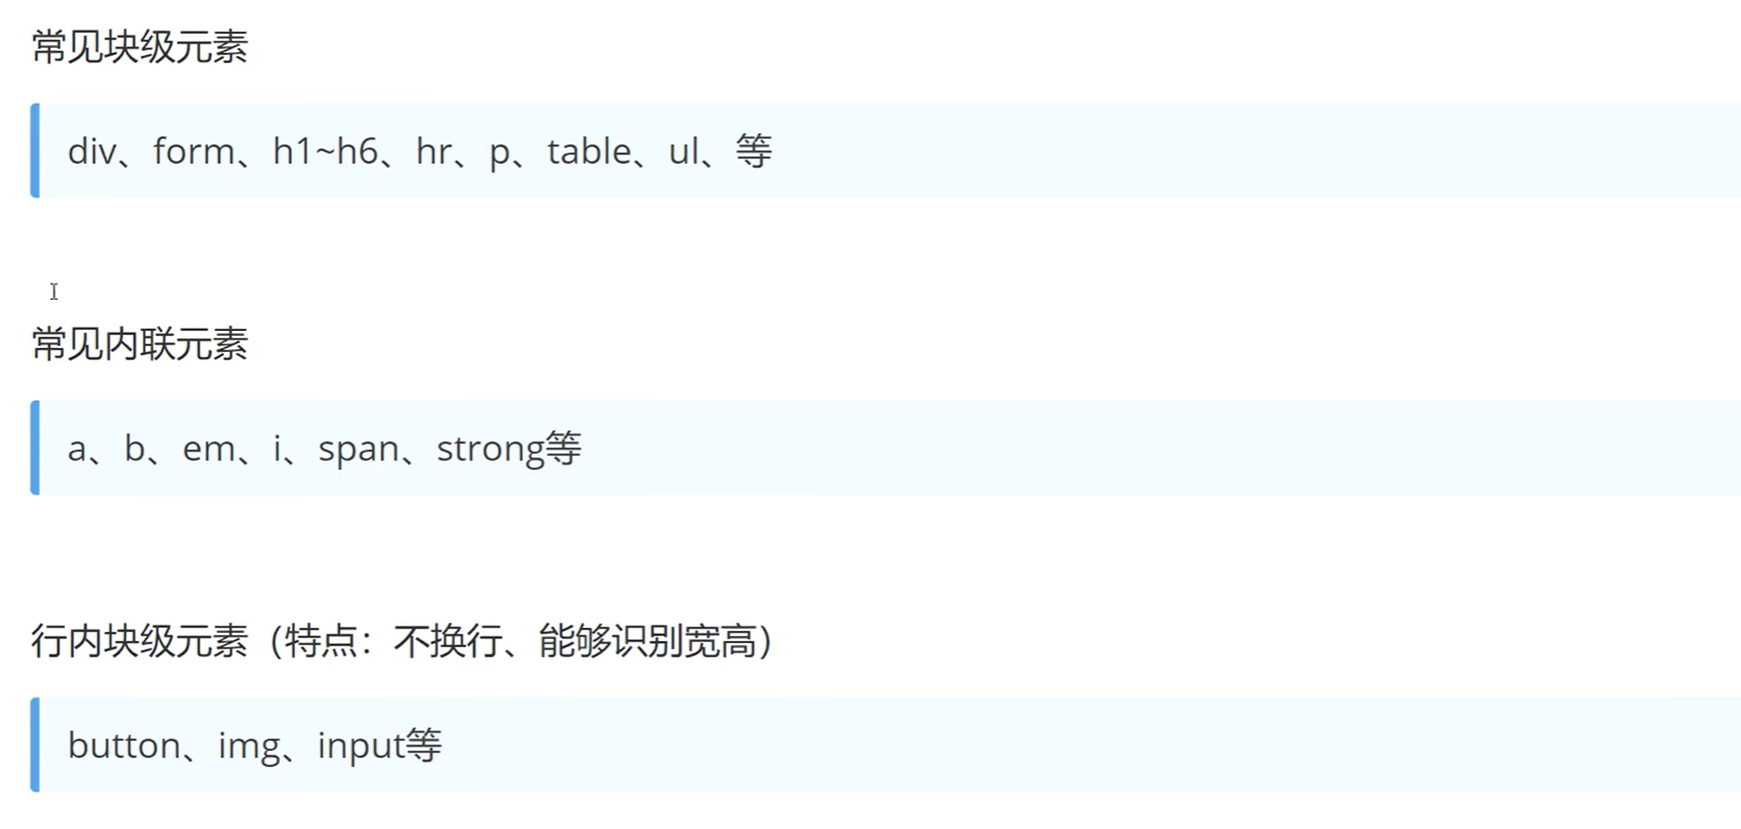 常见块级元素
div、form、h1~h6、hr、p、table、ul、等
常见内联元素
a、b、em、i、span、strong等
行内块级元素（特点：不换行、能够识别宽高）
button、img、input等